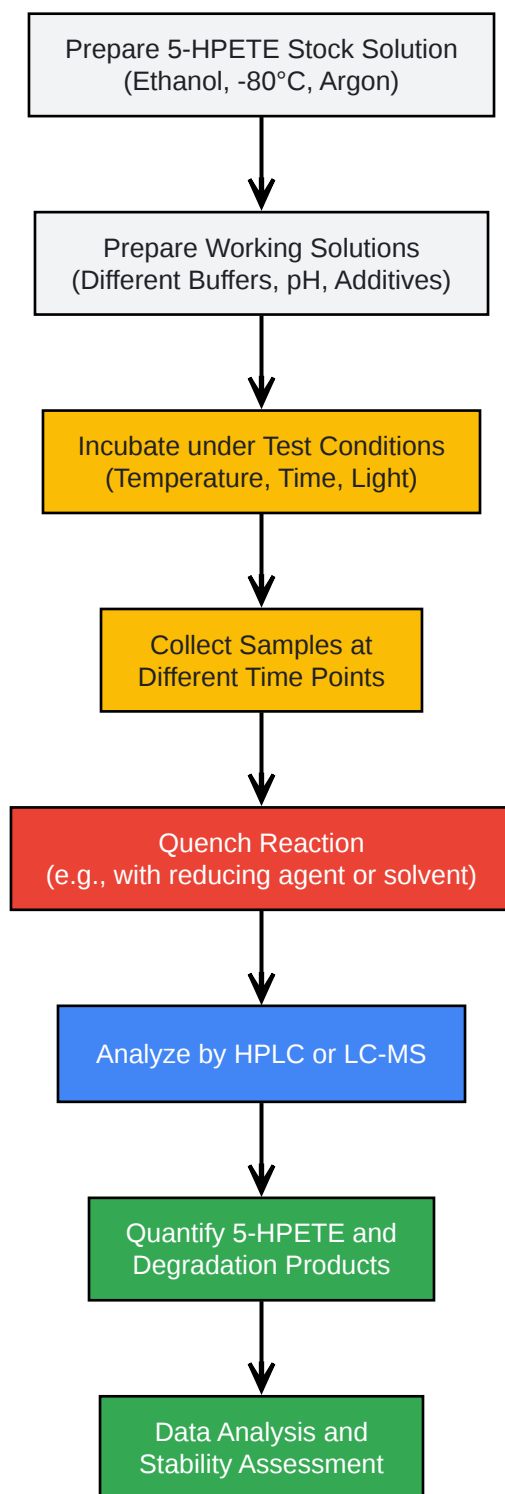 Prepare 5-HPETE Stock Solution
(Ethanol, -80°C, Argon)
Prepare Working Solutions
(Different Buffers, pH, Additives)
Incubate under Test Conditions
(Temperature, Time, Light)
Collect Samples at
Different Time Points
Quench Reaction
(e.g., with reducing agent or solvent)
Analyze by HPLC or LC-MS
Quantify 5-HPETE and
Degradation Products
Data Analysis and
Stability Assessment